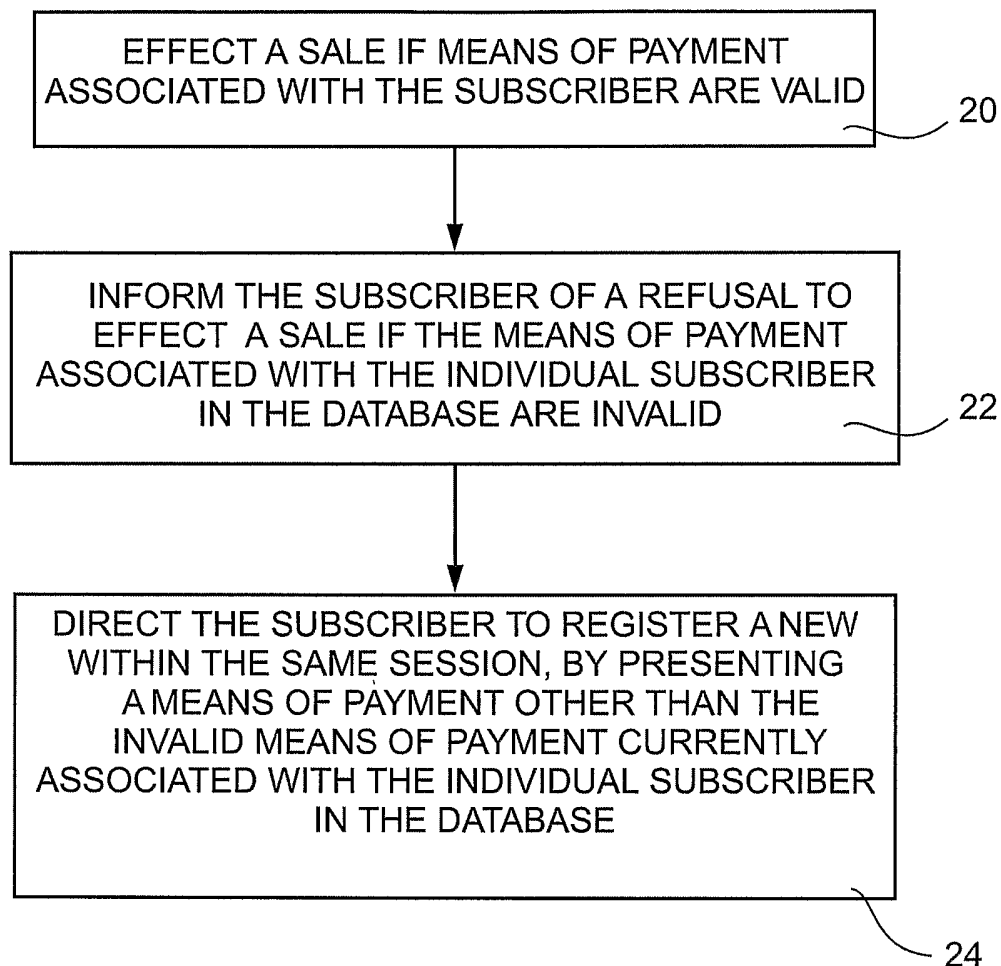 EFFECT A SALE IF MEANS OF PAYMENT
ASSOCIATED WITH THE SUBSCRIBER ARE VALID
20
INFORM THE SUBSCRIBER OF A REFUSAL TO
EFFECT A SALE IF THE MEANS OF PAYMENT
ASSOCIATED WITH THE INDIVIDUAL SUBSCRIBER
IN THE DATABASE ARE INVALID
22
DIRECT THE SUBSCRIBER TO REGISTER A NEW
WITHIN THE SAME SESSION, BY PRESENTING
A MEANS OF PAYMENT OTHER THAN THE
INVALID MEANS OF PAYMENT CURRENTLY
ASSOCIATED WITH THE INDIVIDUAL SUBSCRIBER
IN THE DATABASE
24